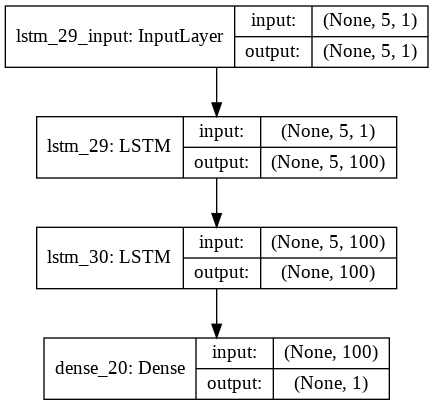 lstm_29_input: InputLayer
input: (None, 5, 1)
output: (None, 5, 1)
lstm_29: LSTM
input: (None, 5, 1)
output: (None, 5, 100)
lstm_30: LSTM
input: (None, 5, 100)
output: (None, 100)
dense_20: Dense
input: (None, 100)
output: (None, 1)